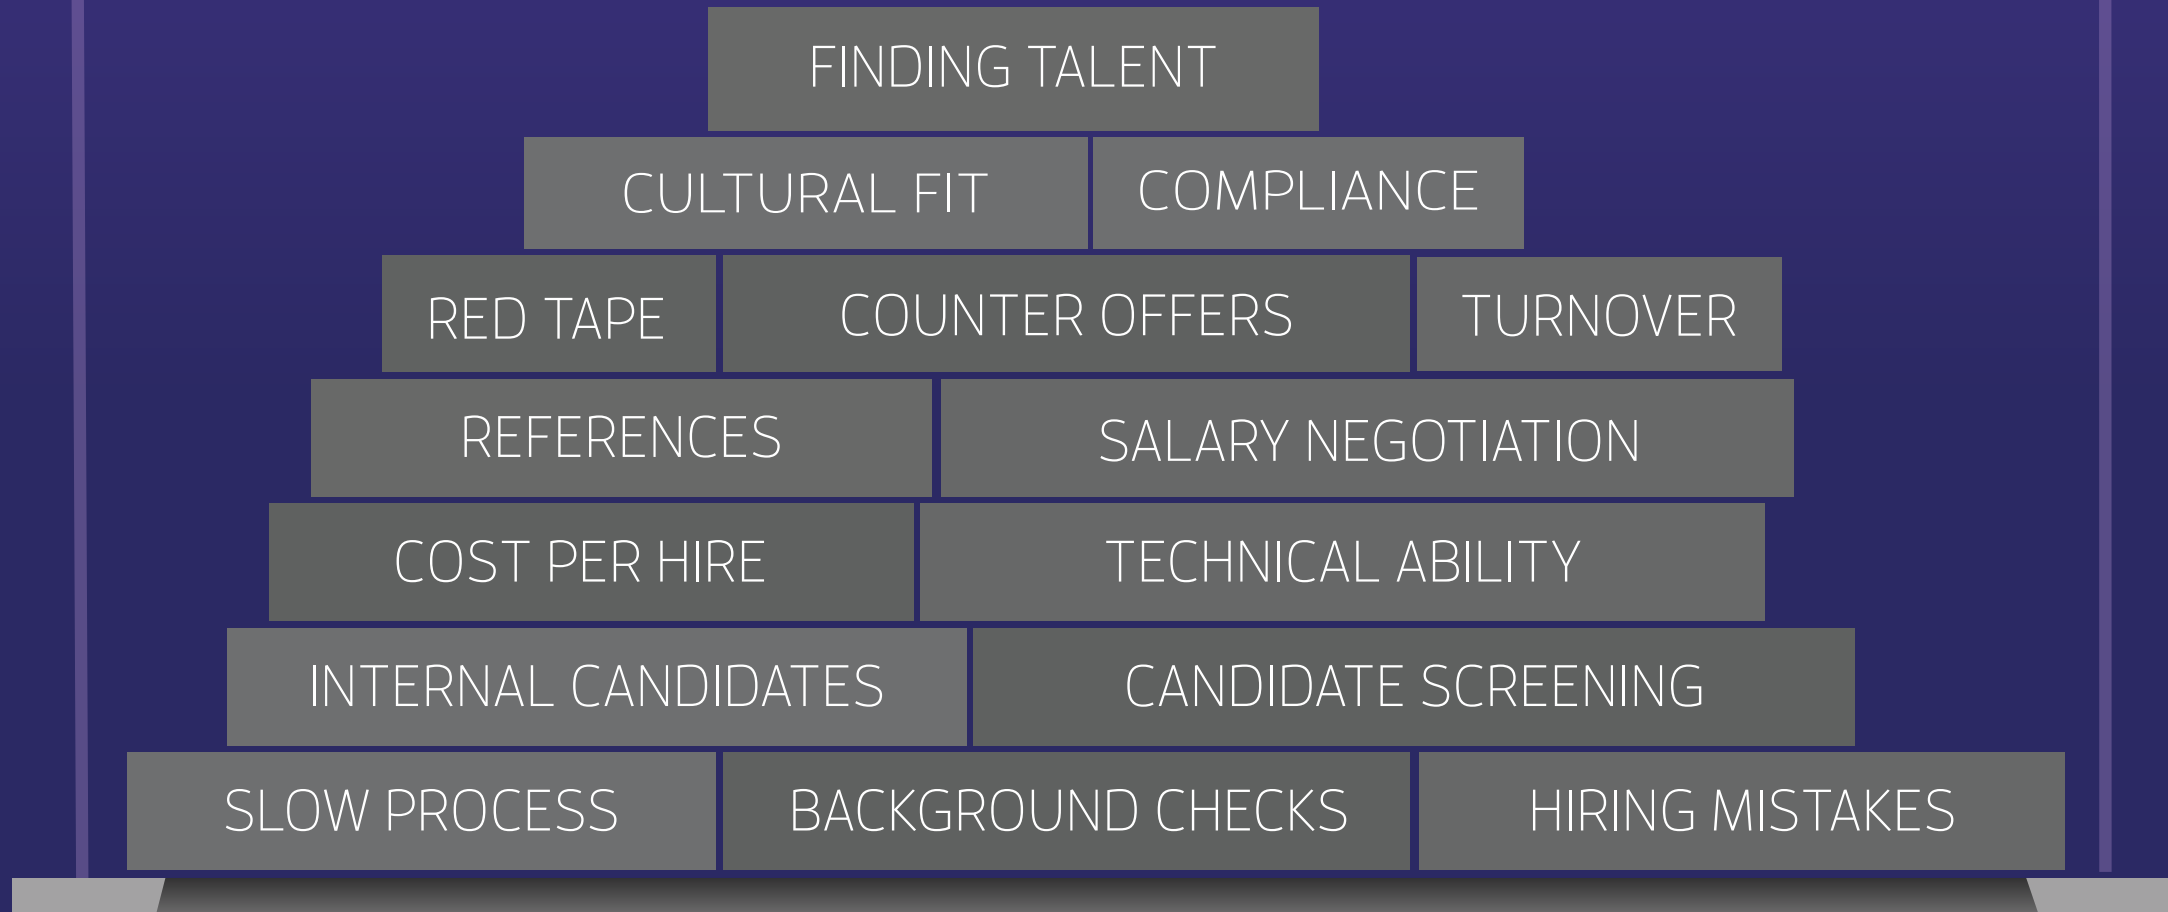 FINDING TALENT
CULTURAL FIT COMPLIANCE
RED TAPE COUNTER OFFERS TURNOVER
REFERENCES SALARY NEGOTIATION
COST PER HIRE TECHNICAL ABILITY
INTERNAL CANDIDATES CANDIDATE SCREENING
SLOW PROCESS BACKGROUND CHECKS HIRING MISTAKES